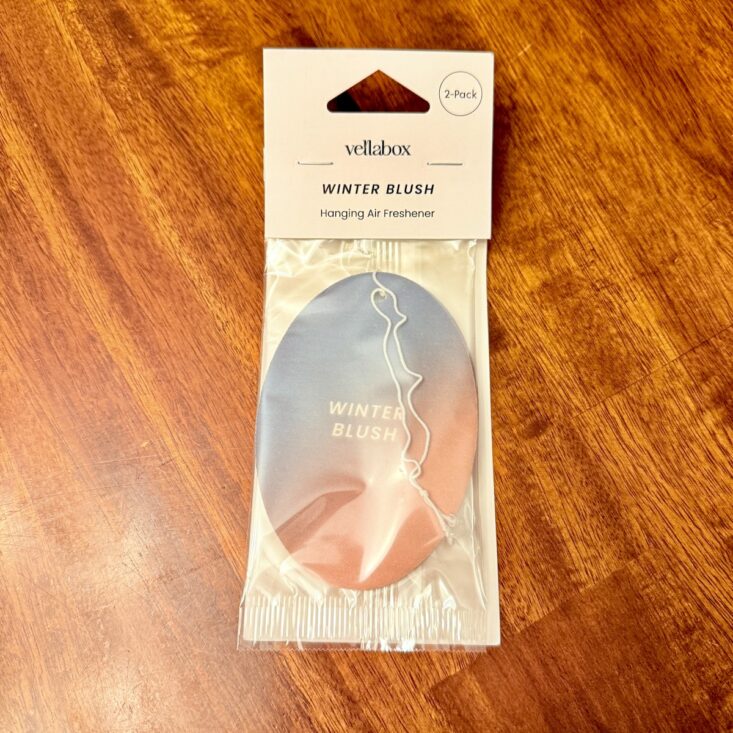 2-Pack
vellabox
WINTER BLUSH
Hanging Air Freshener
WINTER
BLUSH